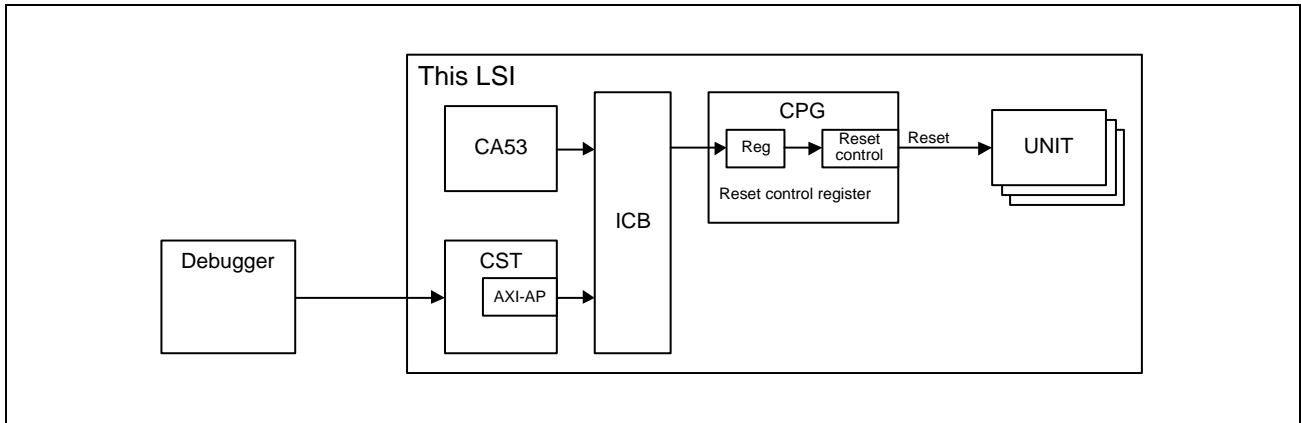 This LSI
CA53
ICB
CPG
Reg
Reset
control
Reset control register
Reset
UNIT
Debugger
CST
AXI-AP